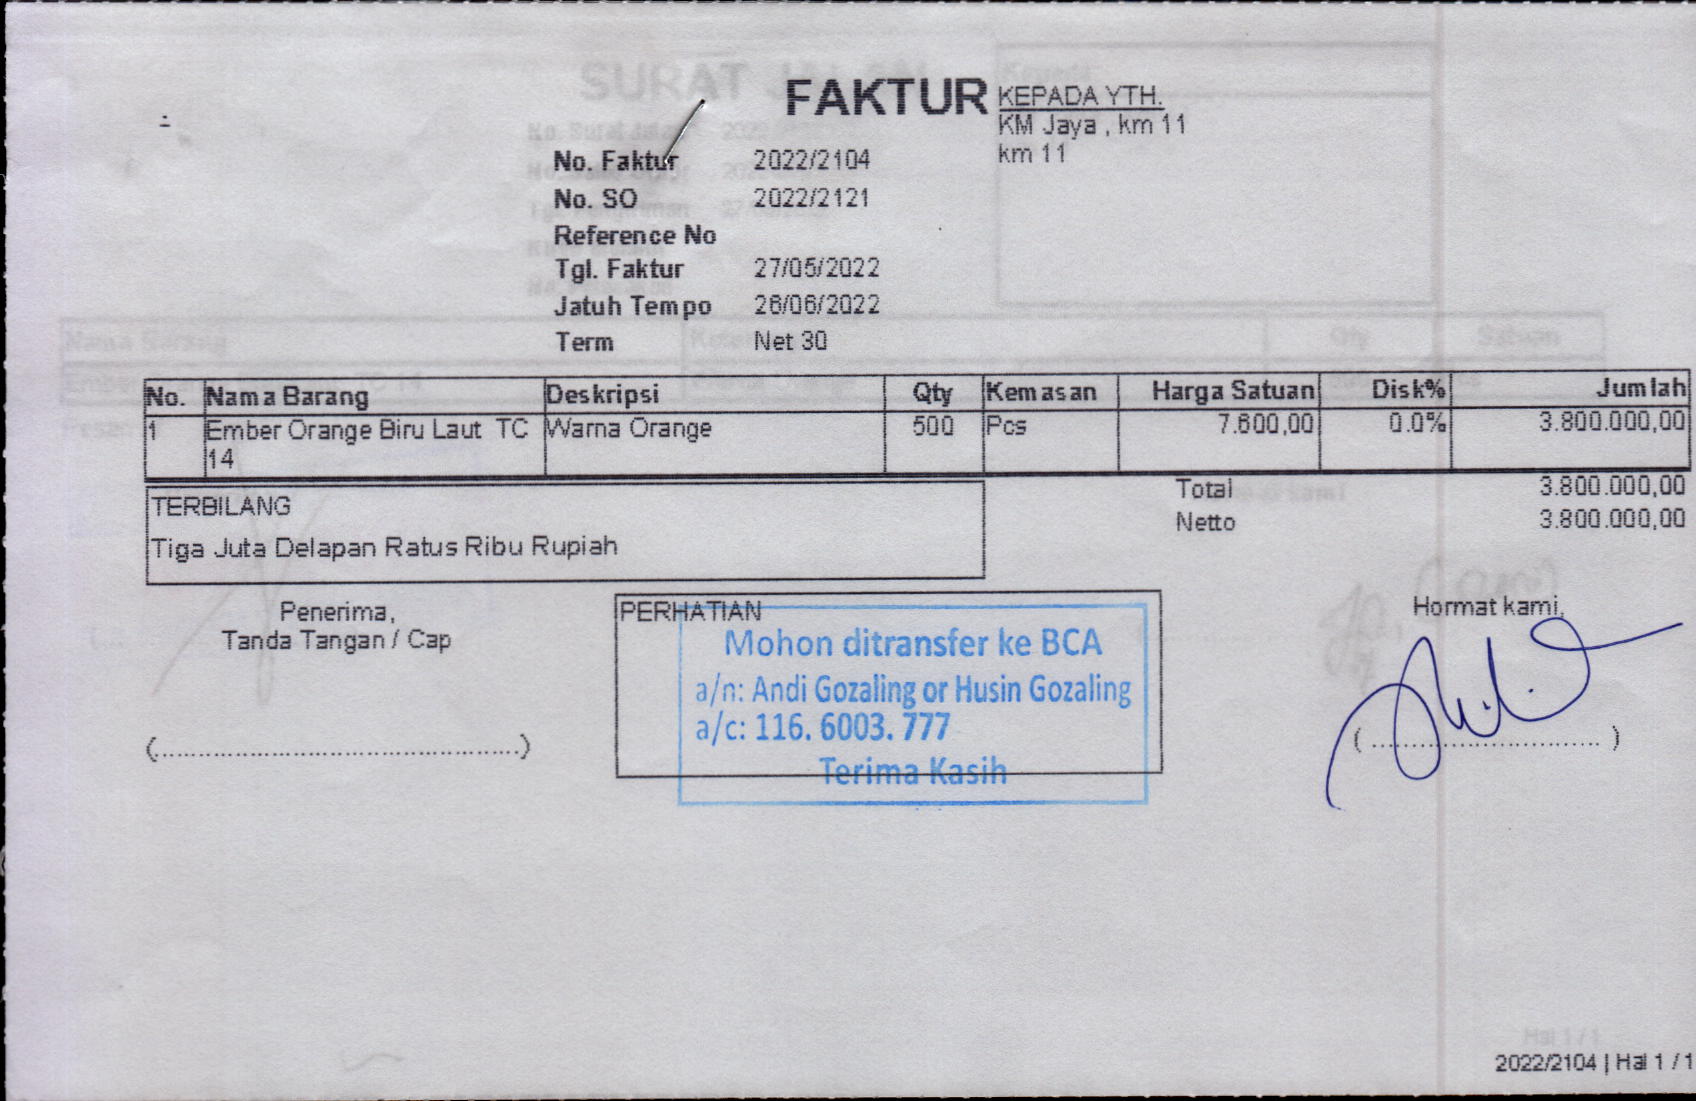 FAKTUR
KEPADA YTH.
KM Jaya , km 11
km 11
No. Faktur 2022/2104
No. SO 2022/2121
Reference No
Tgl. Faktur 27/05/2022
Jatuh Tempo 26/06/2022
Term Net 30
No. Nama Barang Deskripsi Qty Kemasan Harga Satuan Disk% Jumlah
1 Ember Orange Biru Laut TC Warna Orange 500 Pcs 7.600,00 0.0% 3.800.000,00
14
Total 3.800.000,00
Netto 3.800.000,00
TERBILANG
Tiga Juta Delapan Ratus Ribu Rupiah
Penerima,
Tanda Tangan / Cap
(................................................)
PERHATIAN
Mohon ditransfer ke BCA
a/n: Andi Gozaling or Husin Gozaling
a/c: 116. 6003. 777
Terima Kasih
Hormat kami,
( .............................. )
2022/2104 | Hal 1 / 1